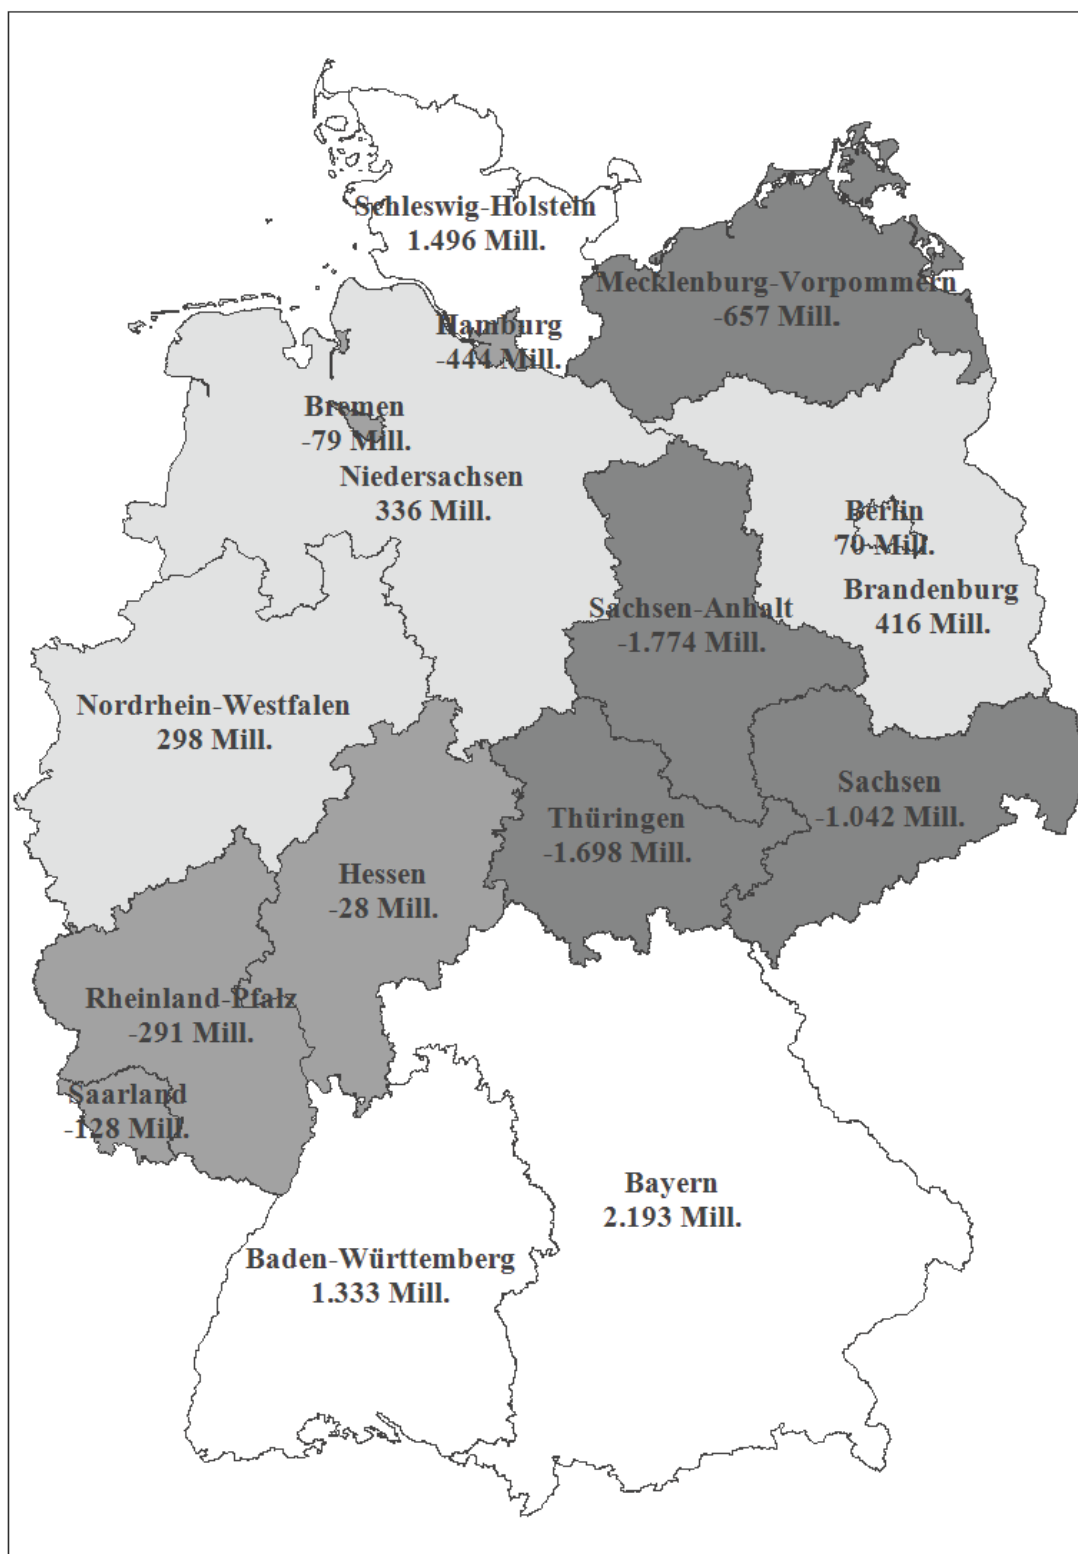 Schleswig-Holstein
1.496 Mill.
Mecklenburg-Vorpommern
-657 Mill.
Hamburg
-444 Mill.
Bremen
-79 Mill.
Niedersachsen
336 Mill.
Berlin
70 Mill.
Brandenburg
416 Mill.
Sachsen-Anhalt
-1.774 Mill.
Nordrhein-Westfalen
298 Mill.
Sachsen
-1.042 Mill.
Thüringen
-1.698 Mill.
Hessen
-28 Mill.
Rheinland-Pfalz
-291 Mill.
Saarland
-128 Mill.
Bayern
2.193 Mill.
Baden-Württemberg
1.333 Mill.